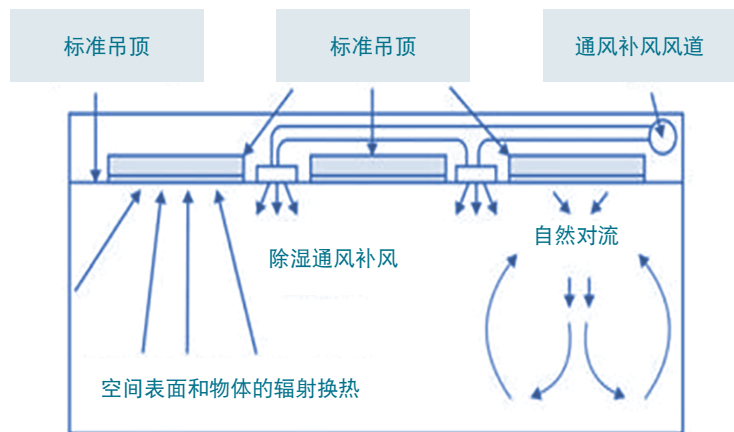 标准吊顶
标准吊顶
通风补风风道
自然对流
除湿通风补风
空间表面和物体的辐射换热